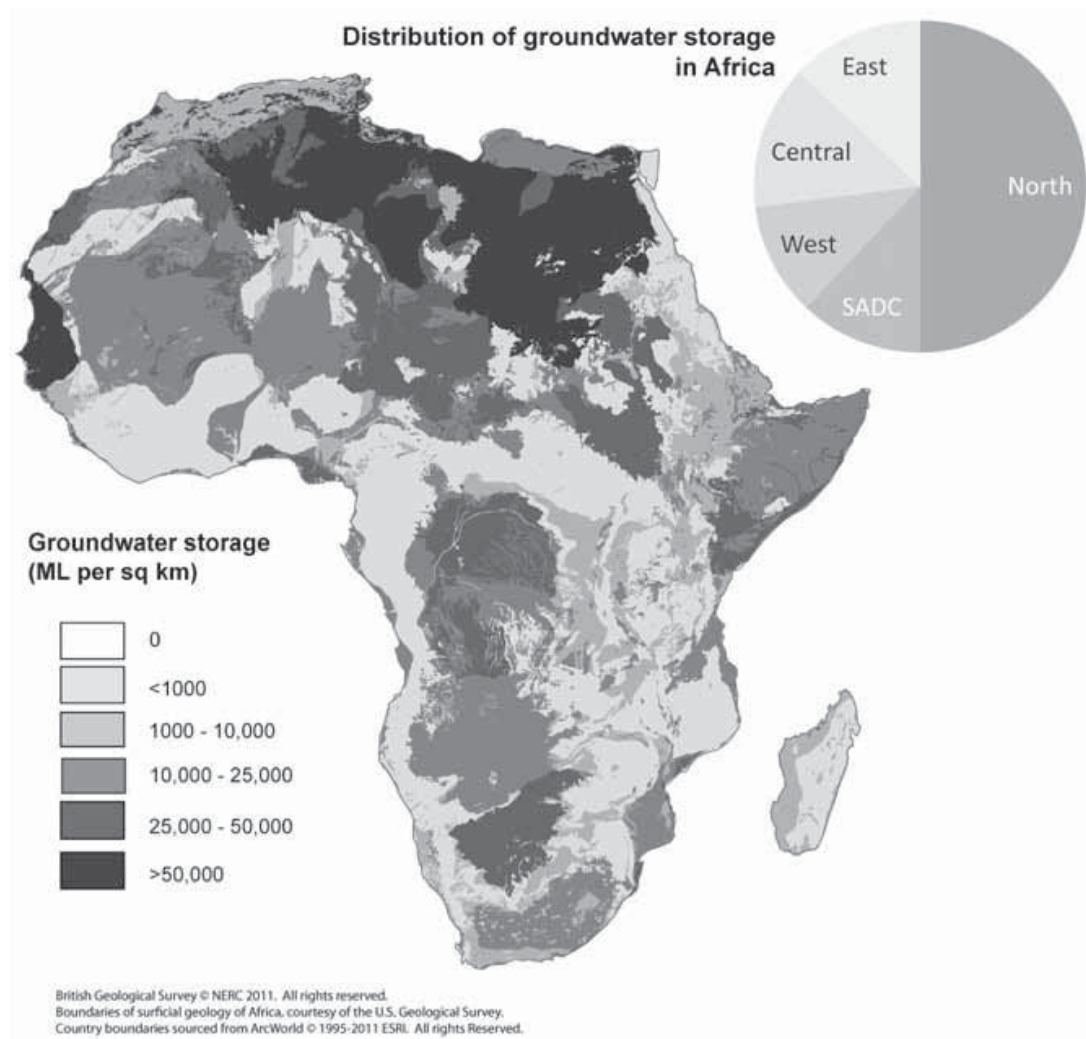 Distribution of groundwater storage
in Africa
East
Central
North
West
SADC
Groundwater storage
(ML per sq km)
0
<1000
1000 - 10,000
10,000 - 25,000
25,000 - 50,000
>50,000
British Geological Survey © NERC 2011. All rights reserved.
Boundaries of surficial geology of Africa, courtesy of the U.S. Geological Survey.
Country boundaries sourced from ArcWorld © 1995-2011 ESRI. All rights Reserved.